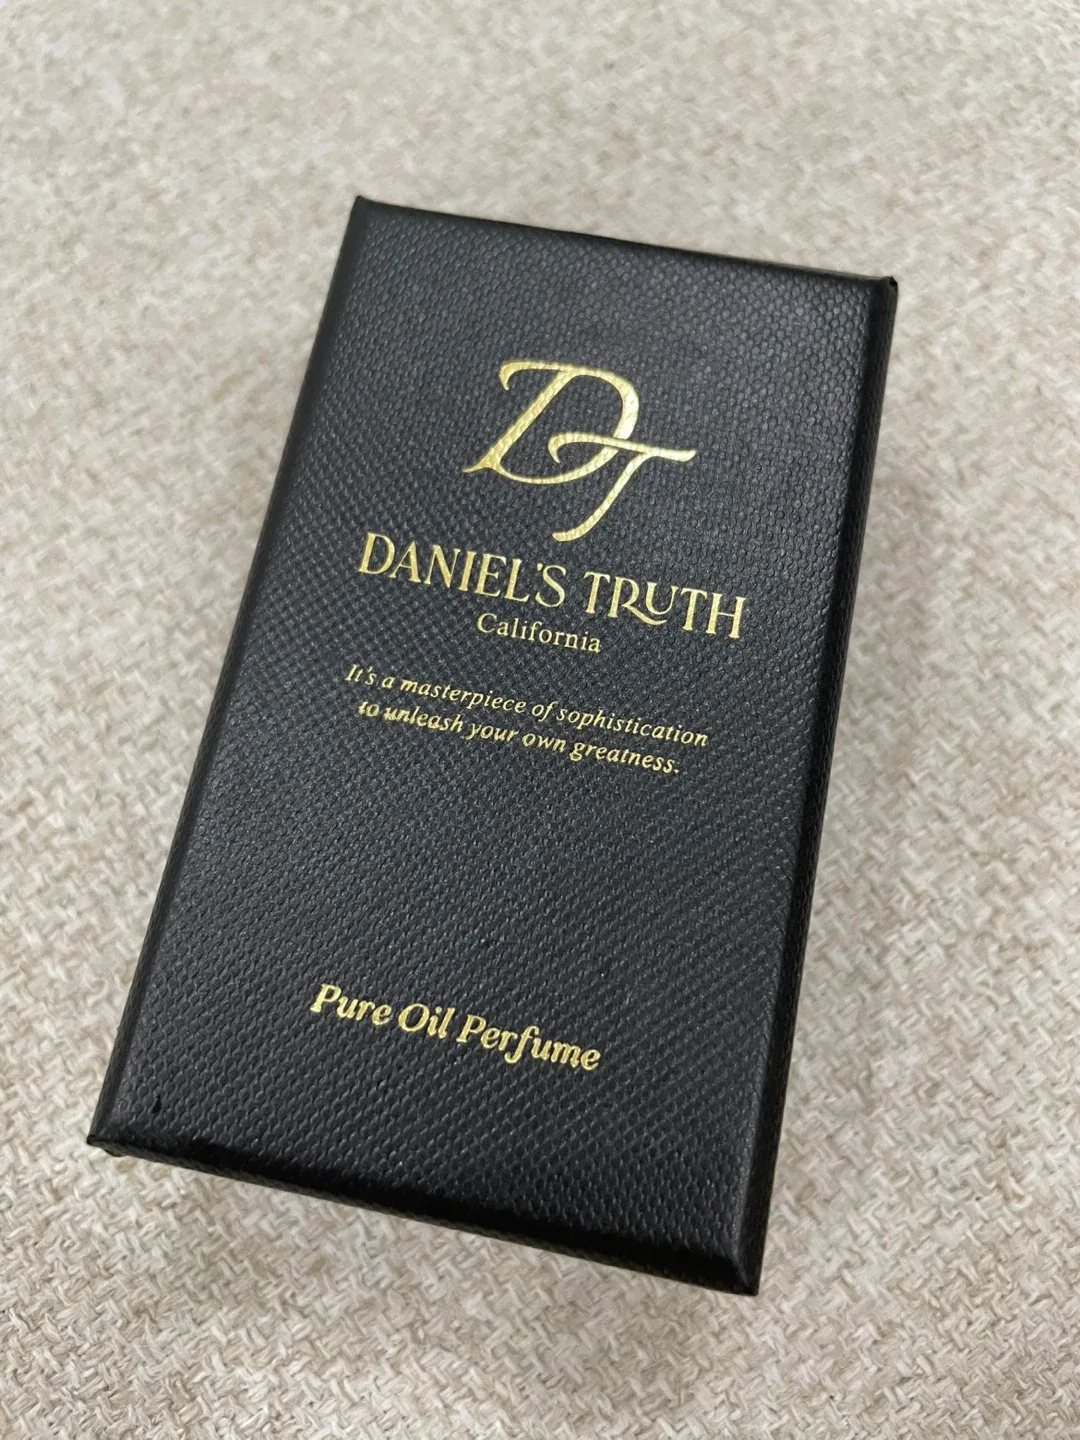 DT
DANIEL'S TRUTH
California
It's a masterpiece of sophistication
to unleash your own greatness.
Pure Oil Perfume